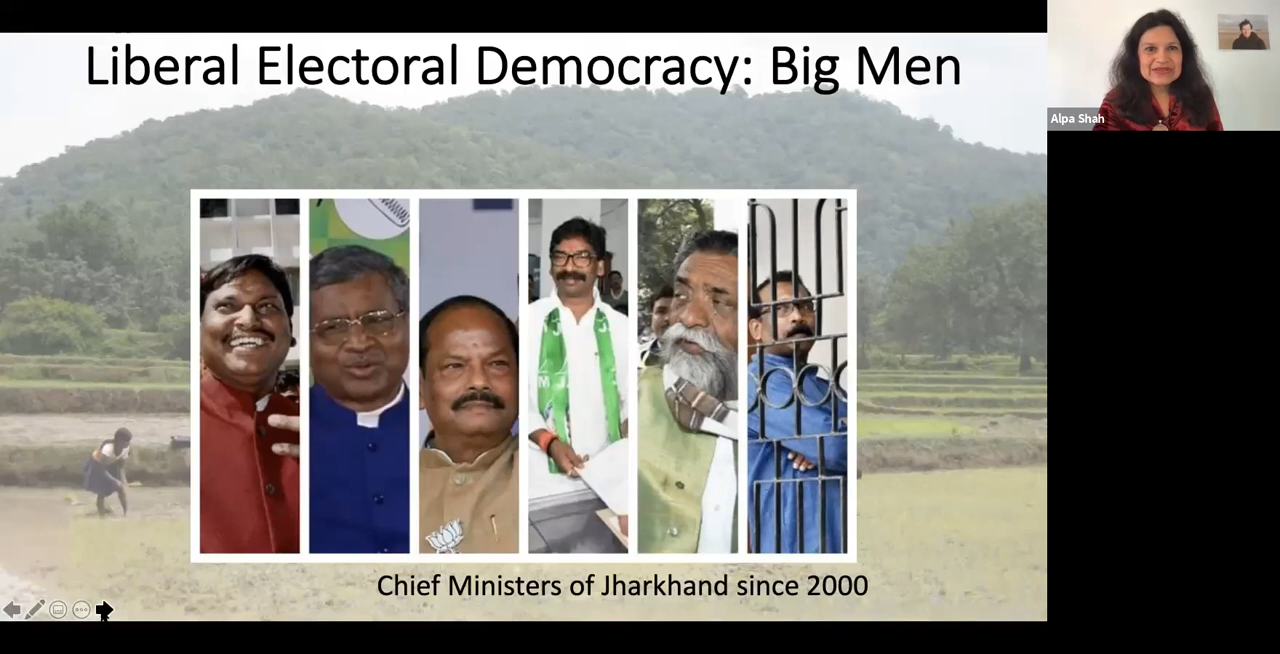 Liberal Electoral Democracy: Big Men
Alpa Shah
Chief Ministers of Jharkhand since 2000